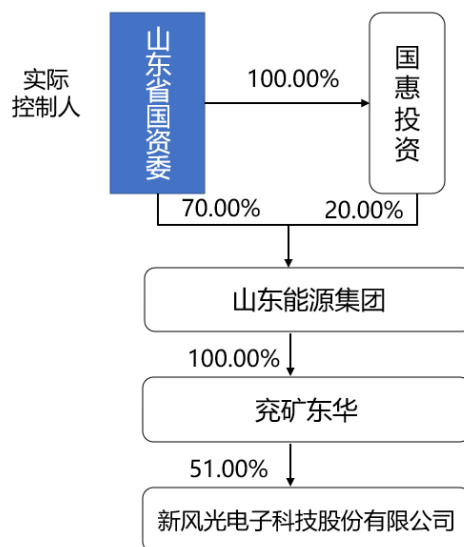 实际
控制人
山东省国资委
100.00%
国惠投资
70.00%
20.00%
山东能源集团
100.00%
兖矿东华
51.00%
新风光电子科技股份有限公司